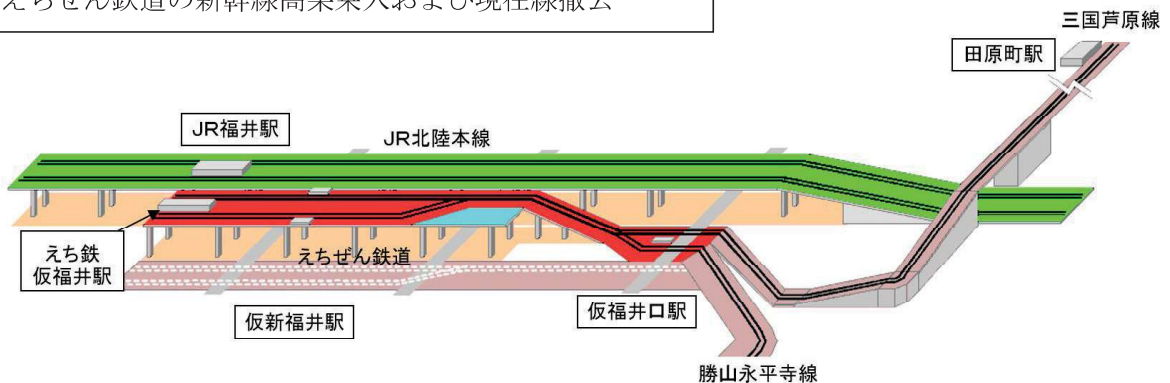 えちぜん鉄道の新幹線高架乗入および現在線撤去
三国芦原線
田原町駅
JR福井駅
JR北陸本線
えち鉄
仮福井駅
えちぜん鉄道
仮新福井駅
仮福井口駅
勝山永平寺線